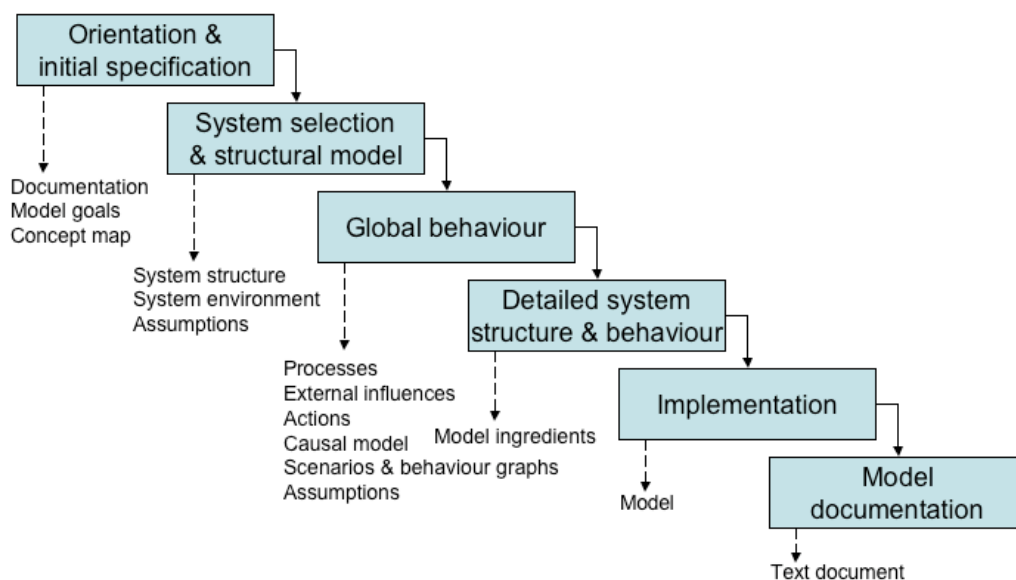 Orientation &
initial specification
System selection
& structural model
Documentation
Model goals
Concept map
Global behaviour
System structure
System environment
Assumptions
Detailed system
structure & behaviour
Processes
External influences
Actions
Causal model
Scenarios & behaviour graphs
Assumptions
Model ingredients
Implementation
Model
Model
documentation
Text document